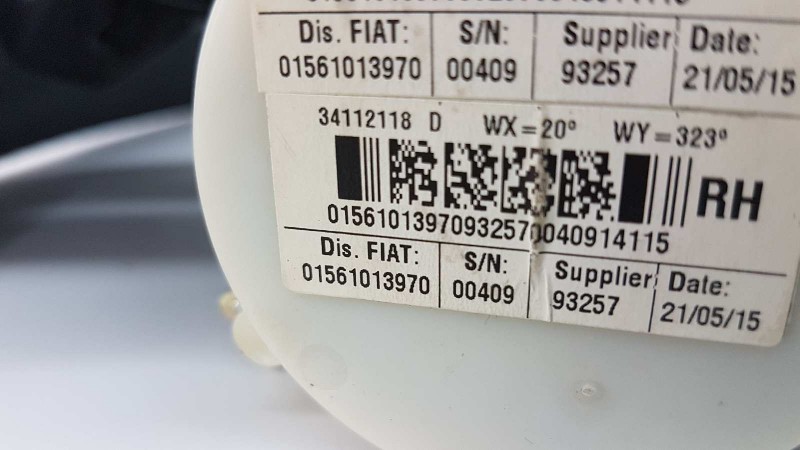 Dis. FIAT: S/N: Supplier: Date:
01561013970 00409 93257 21/05/15
34112118 D WX=20° WY=323°
RH
01561013970932570040914115
Dis. FIAT: S/N: Supplier: Date:
01561013970 00409 93257 21/05/15